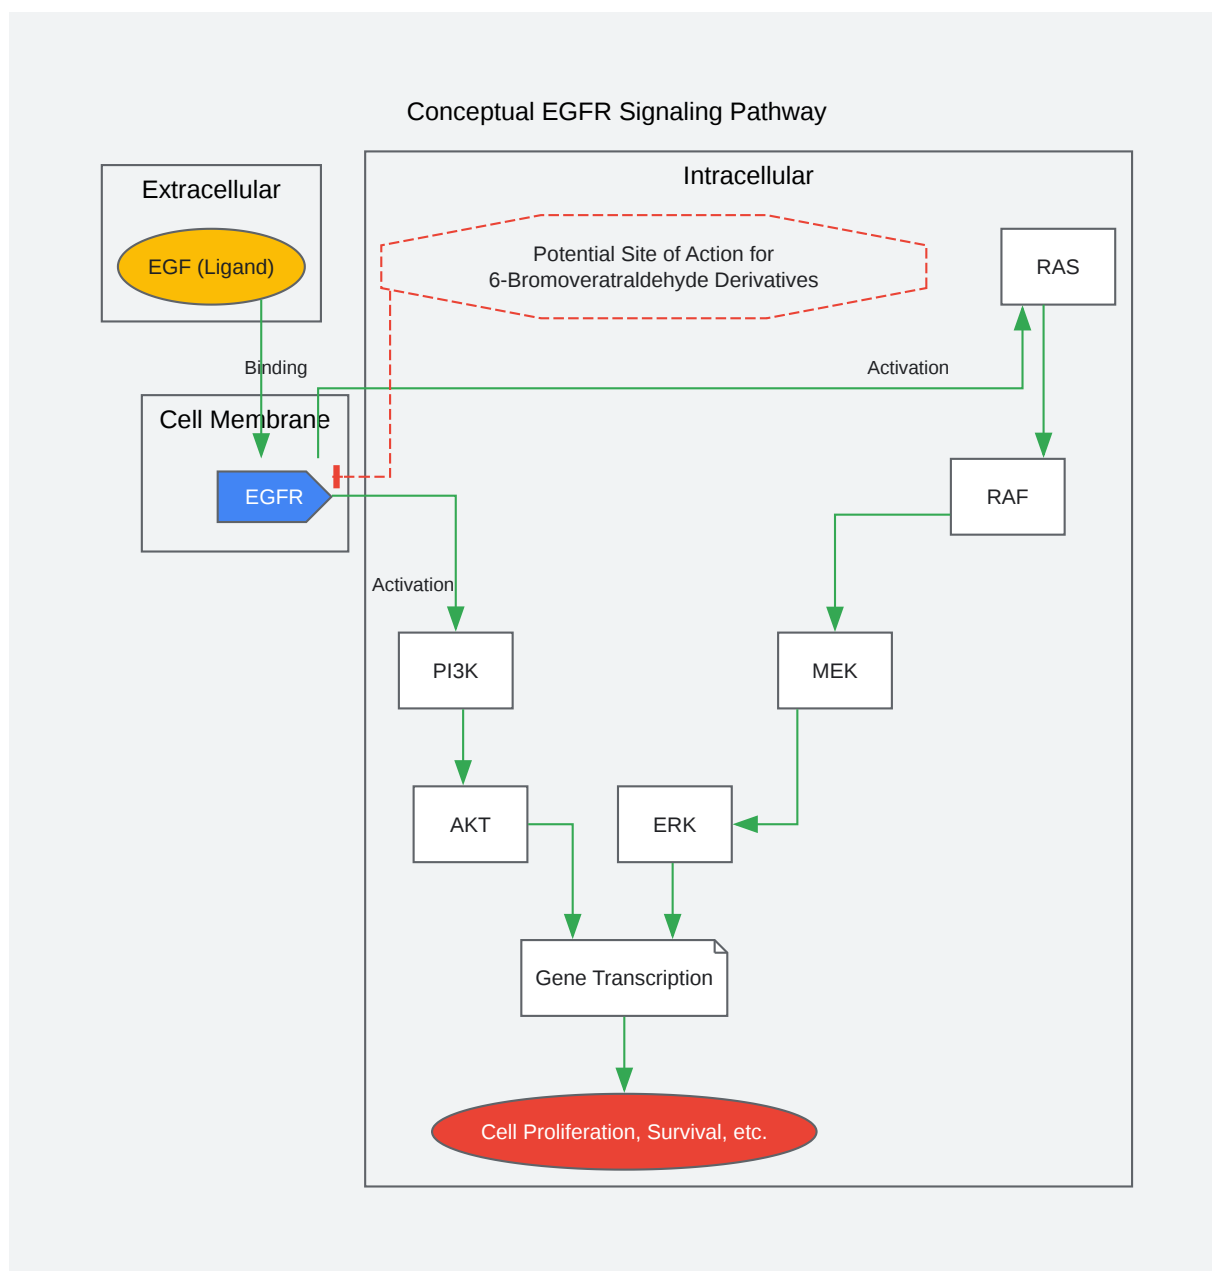 Conceptual EGFR Signaling Pathway
Extracellular
Intracellular
EGF (Ligand)
Potential Site of Action for
6-Bromoveratraldehyde Derivatives
RAS
Binding
Activation
Cell Membrane
EGFR
RAF
Activation
PI3K
MEK
AKT
ERK
Gene Transcription
Cell Proliferation, Survival, etc.